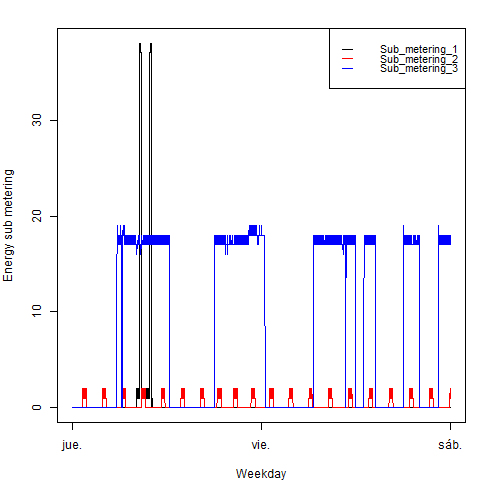 Sub_metering_1
Sub_metering_2
Sub_metering_3
Energy sub metering
30
20
10
0
jue.
vie.
sáb.
Weekday